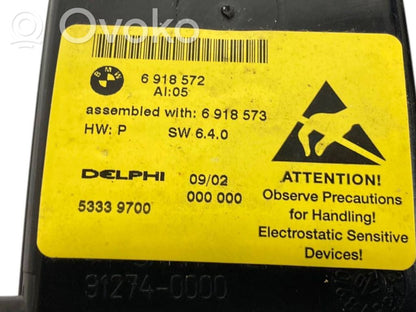 Ovoko
BMW
6 918 572
AI:05
assembled with: 6 918 573
HW: P SW 6.4.0
DELPHI 09/02
5333 9700 000 000
ATTENTION!
Observe Precautions
for Handling!
Electrostatic Sensitive
Devices!
91274-0000